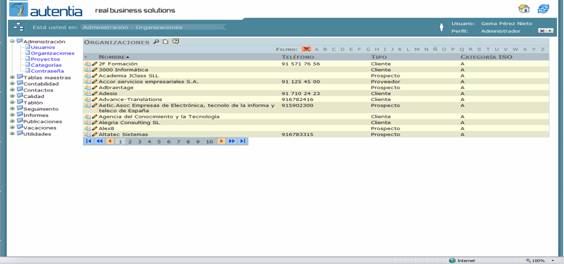 autentia real business solutions
Está usted en: Administración - Organizaciones
Usuario: Gema Pérez Nieto
Perfil: Administrador
Administración
Usuarios
Organizaciones
Proyectos
Categorías
Contraseña
Tablas maestras
Contabilidad
Contactos
Calidad
Tablón
Seguimiento
Informes
Publicaciones
Vacaciones
Utilidades
ORGANIZACIONES
FILTRO: A B C D E F G H I J K L M N O P Q R S T U V W X Y Z
NOMBRE TELÉFONO TIPO CATEGORÍA ISO
2F Formación 91 571 76 56 Cliente A
3000 Informática Cliente A
Academia JClass SLL Prospecto A
Accor servicios empresariales S.A. 91 125 45 00 Proveedor A
Adbraintage Prospecto A
Adesis 91 710 24 23 Cliente A
Advance-Translations 916782416 Cliente A
Aetic.Asoc Empresas de Electrónica, tecnolo de la informa y teleco de España 915902300 Prospecto A
Agencia del Conocimiento y la Tecnología Cliente A
Alegria Consulting SL Cliente A
Alex8 Prospecto A
Altatec Sistemas 916783315 Prospecto A
1 2 3 4 5 6 7 8 9 10
Internet 100%